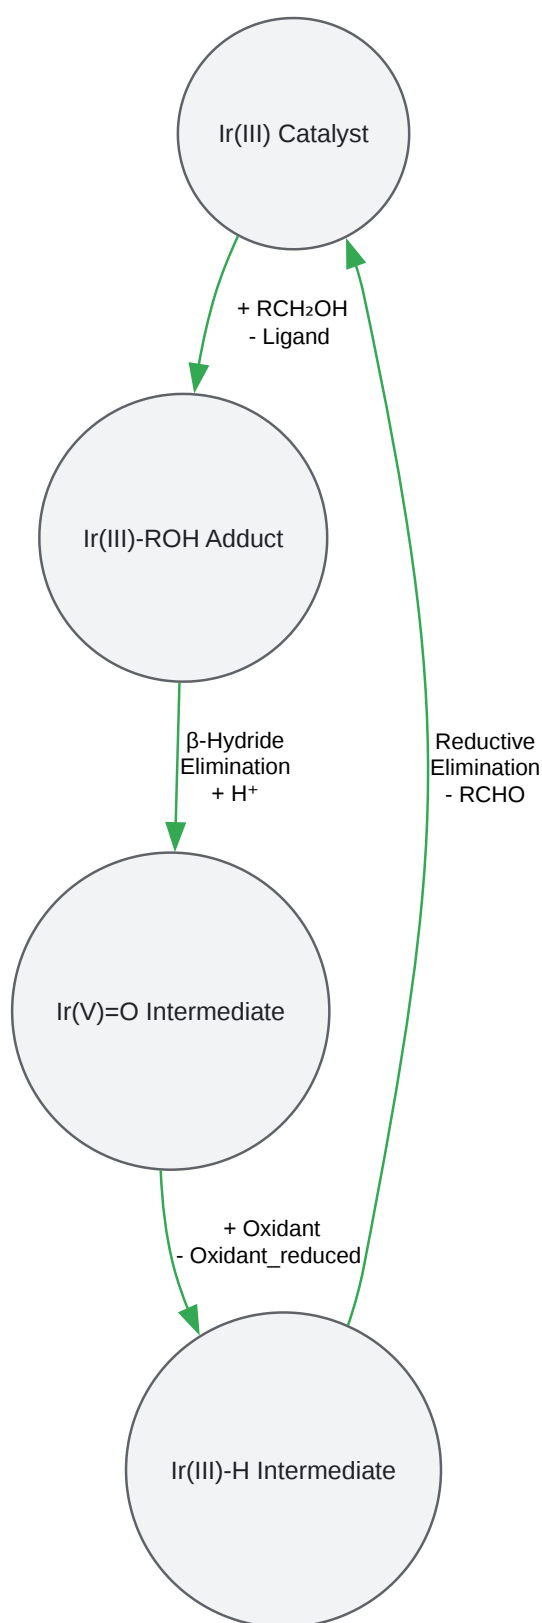 Ir(III) Catalyst
+ RCH₂OH
- Ligand
Ir(III)-ROH Adduct
β-Hydride
Elimination
+ H⁺
Reductive
Elimination
- RCHO
Ir(V)=O Intermediate
+ Oxidant
- Oxidant_reduced
Ir(III)-H Intermediate